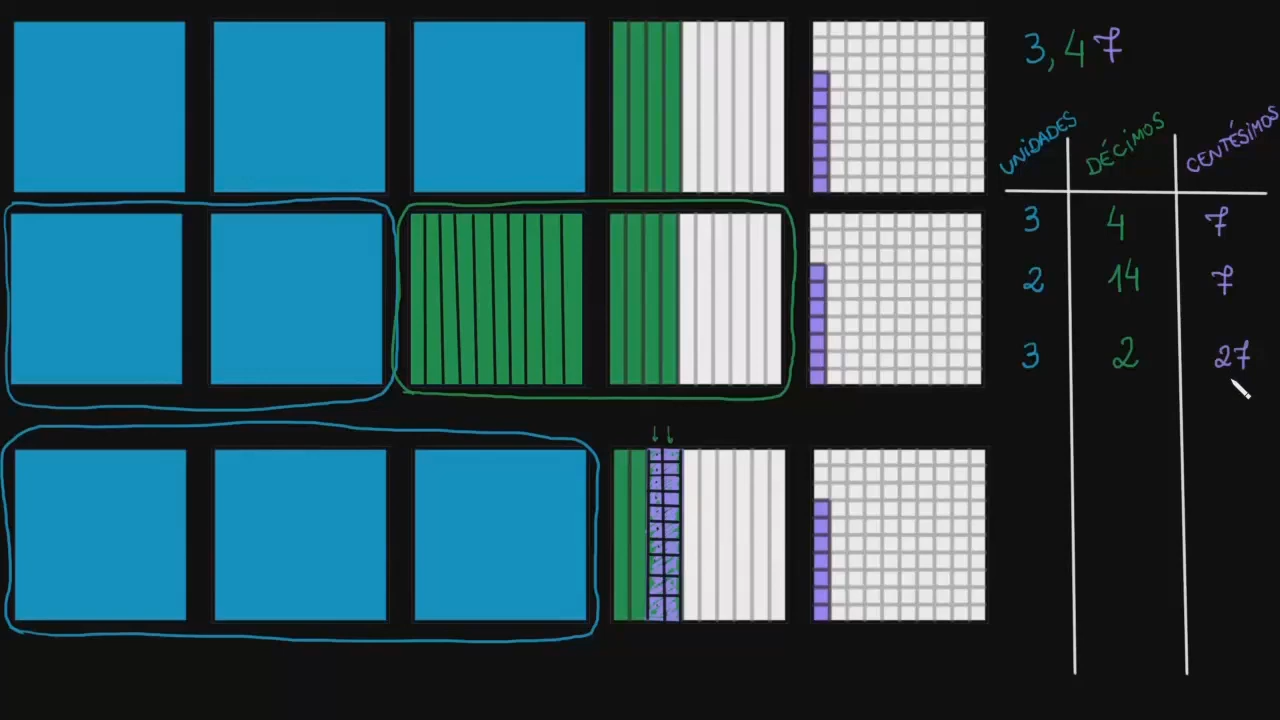 3,47
UNIDADES DÉCIMOS CENTÉSIMOS
3 4 7
2 14 7
3 2 27